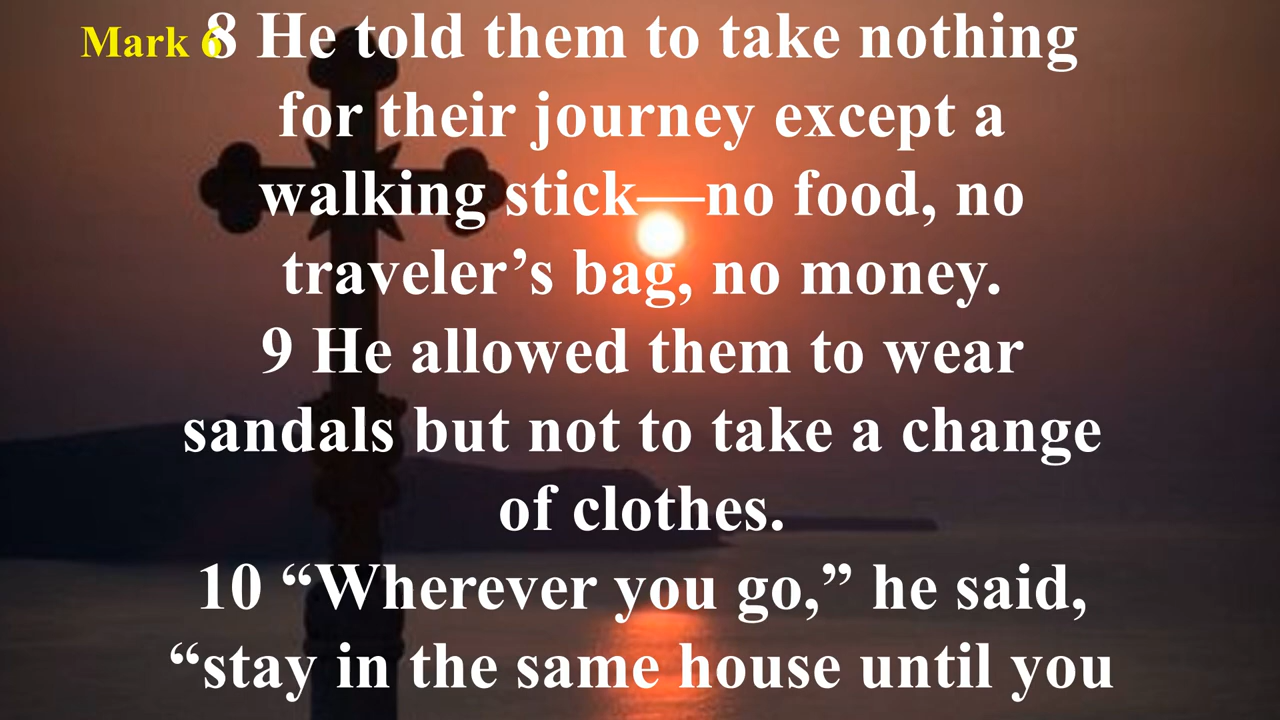 Mark 6
8 He told them to take nothing
for their journey except a
walking stick—no food, no
traveler’s bag, no money.
9 He allowed them to wear
sandals but not to take a change
of clothes.
10 “Wherever you go,” he said,
“stay in the same house until you